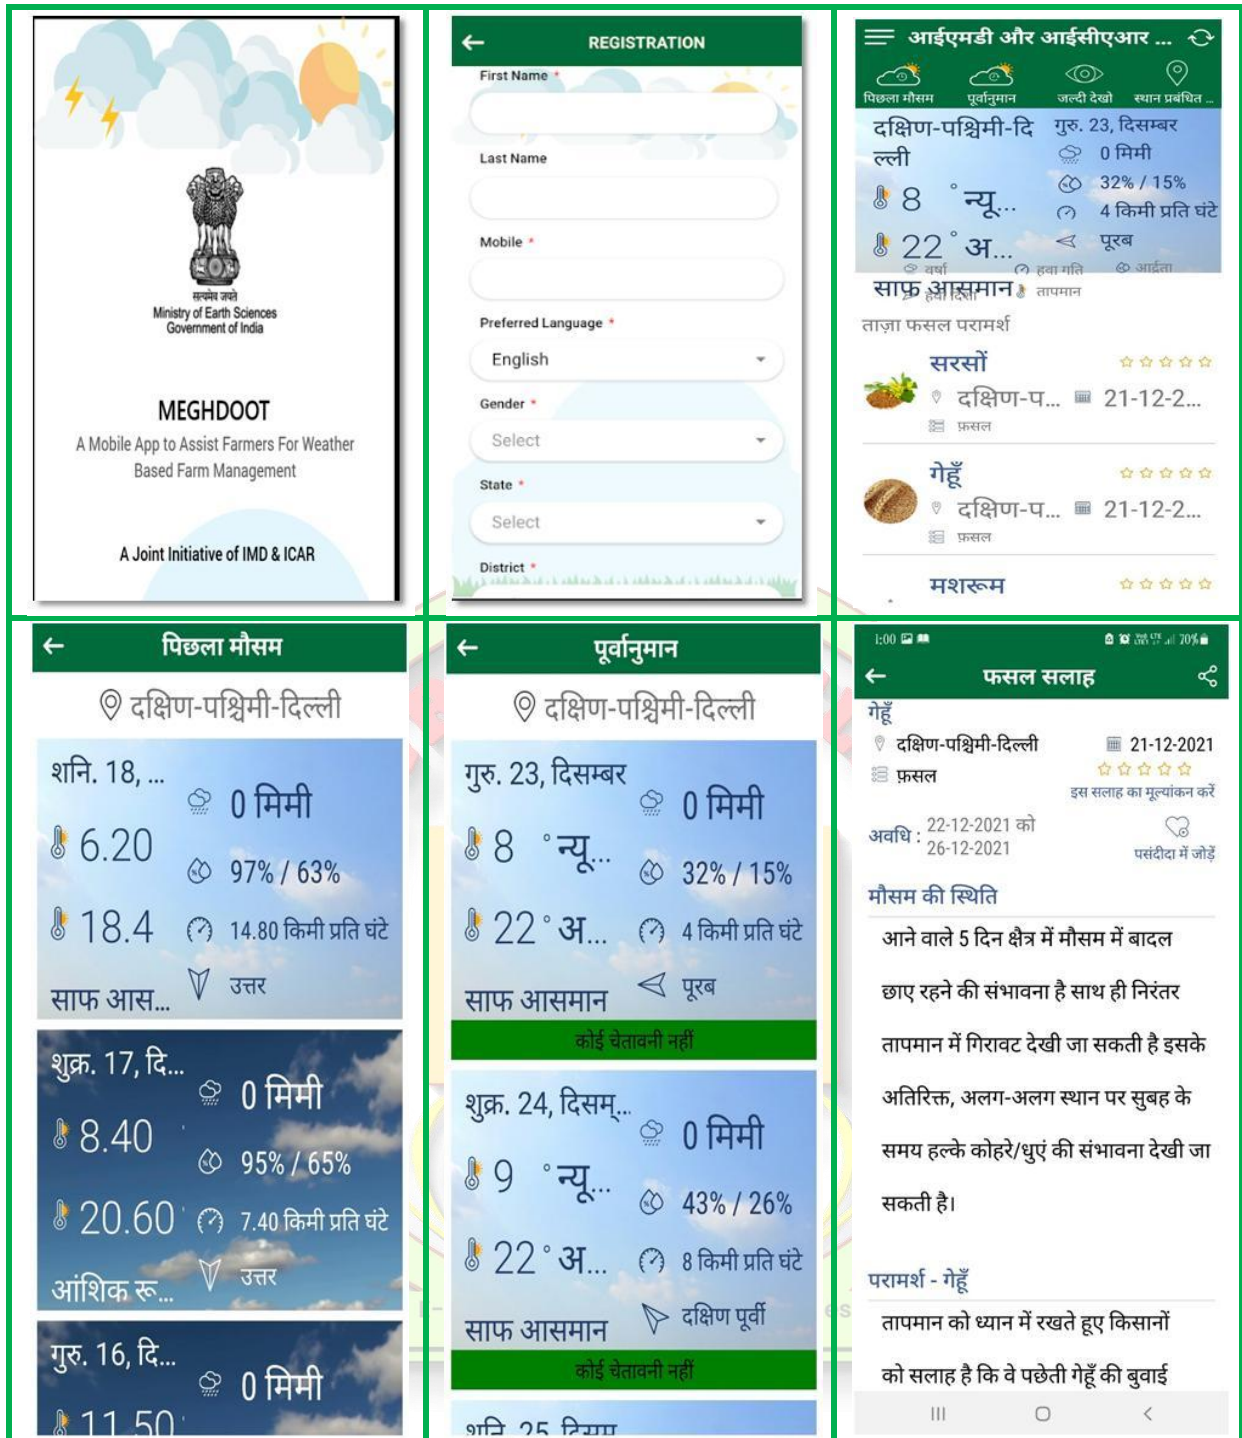 सत्यमेव जयते
Ministry of Earth Sciences
Government of India
MEGHDOOT
A Mobile App to Assist Farmers For Weather
Based Farm Management
A Joint Initiative of IMD & ICAR
REGISTRATION
First Name *
Last Name
Mobile *
Preferred Language *
English
Gender *
Select
State *
Select
District *
आईएमडी और आईसीएआर ...
पिछला मौसम पूर्वानुमान जल्दी देखो स्थान प्रबंधित ...
दक्षिण-पश्चिमी-दि
ल्ली
गुरु. 23, दिसम्बर
0 मिमी
32% / 15%
8 ° न्यू...
4 किमी प्रति घंटे
22 ° अ...
पूरब
वर्षा हवा गति आर्द्रता
साफ़ आसमान
हवा दिशा तापमान
ताज़ा फसल परामर्श
सरसों
दक्षिण-प... 21-12-2...
फ़सल
गेहूँ
दक्षिण-प... 21-12-2...
फ़सल
मशरूम
पिछला मौसम
दक्षिण-पश्चिमी-दिल्ली
शनि. 18, ...
0 मिमी
6.20
97% / 63%
18.4
14.80 किमी प्रति घंटे
उत्तर
साफ आस...
शुक्र. 17, दि...
0 मिमी
8.40
95% / 65%
20.60
7.40 किमी प्रति घंटे
उत्तर
आंशिक रू...
गुरु. 16, दि...
0 मिमी
11.50
पूर्वानुमान
दक्षिण-पश्चिमी-दिल्ली
गुरु. 23, दिसम्बर
0 मिमी
8 ° न्यू...
32% / 15%
22 ° अ...
4 किमी प्रति घंटे
पूरब
साफ आसमान
कोई चेतावनी नहीं
शुक्र. 24, दिसम्...
0 मिमी
9 ° न्यू...
43% / 26%
22 ° अ...
8 किमी प्रति घंटे
दक्षिण पूर्वी
साफ आसमान
कोई चेतावनी नहीं
शनि 25 दिसम
1:00 70%
फसल सलाह
गेहूँ
दक्षिण-पश्चिमी-दिल्ली 21-12-2021
फ़सल
इस सलाह का मूल्यांकन करें
अवधि : 22-12-2021 को
26-12-2021
पसंदीदा में जोड़ें
मौसम की स्थिति
आने वाले 5 दिन क्षैत्र में मौसम में बादल
छाए रहने की संभावना है साथ ही निरंतर
तापमान में गिरावट देखी जा सकती है इसके
अतिरिक्त, अलग-अलग स्थान पर सुबह के
समय हल्के कोहरे/धुएं की संभावना देखी जा
सकती है।
परामर्श - गेहूँ
तापमान को ध्यान में रखते हूए किसानों
को सलाह है कि वे पछेती गेहूँ की बुवाई